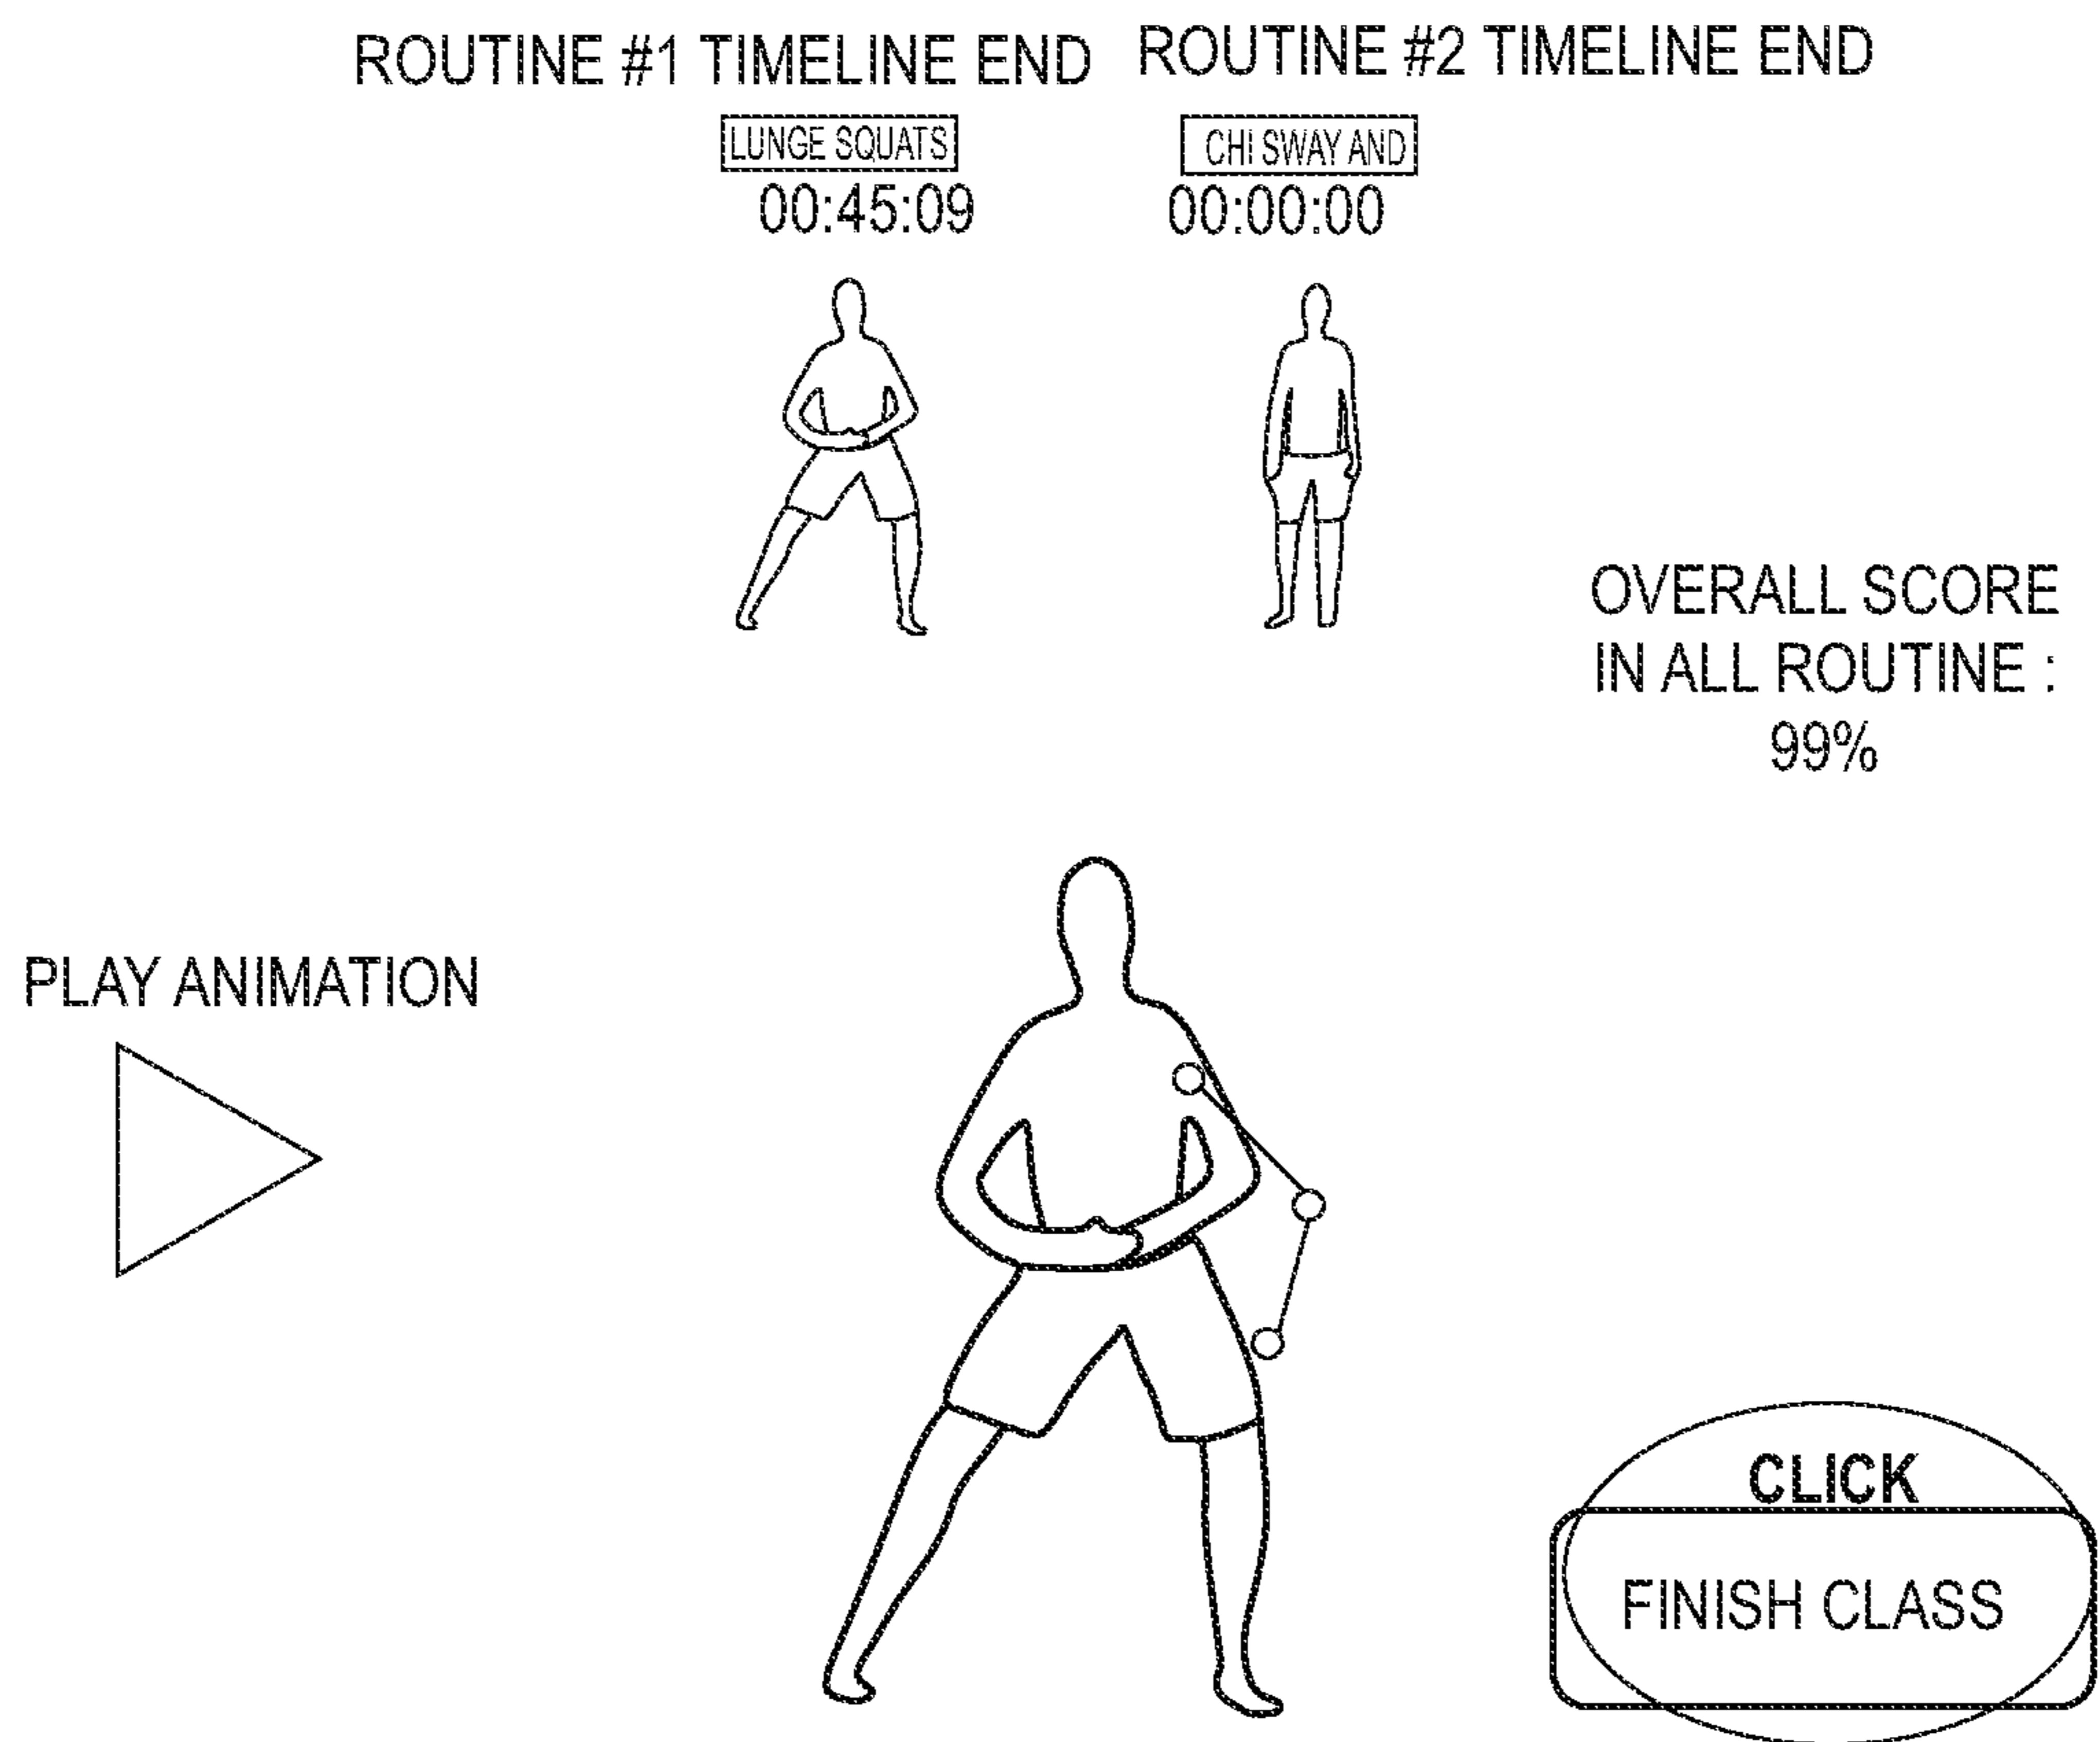 ROUTINE #1 TIMELINE END
LUNGE SQUATS
00:45:09
ROUTINE #2 TIMELINE END
CHI SWAY AND
00:00:00
OVERALL SCORE
IN ALL ROUTINE :
99%
PLAY ANIMATION
CLICK
FINISH CLASS